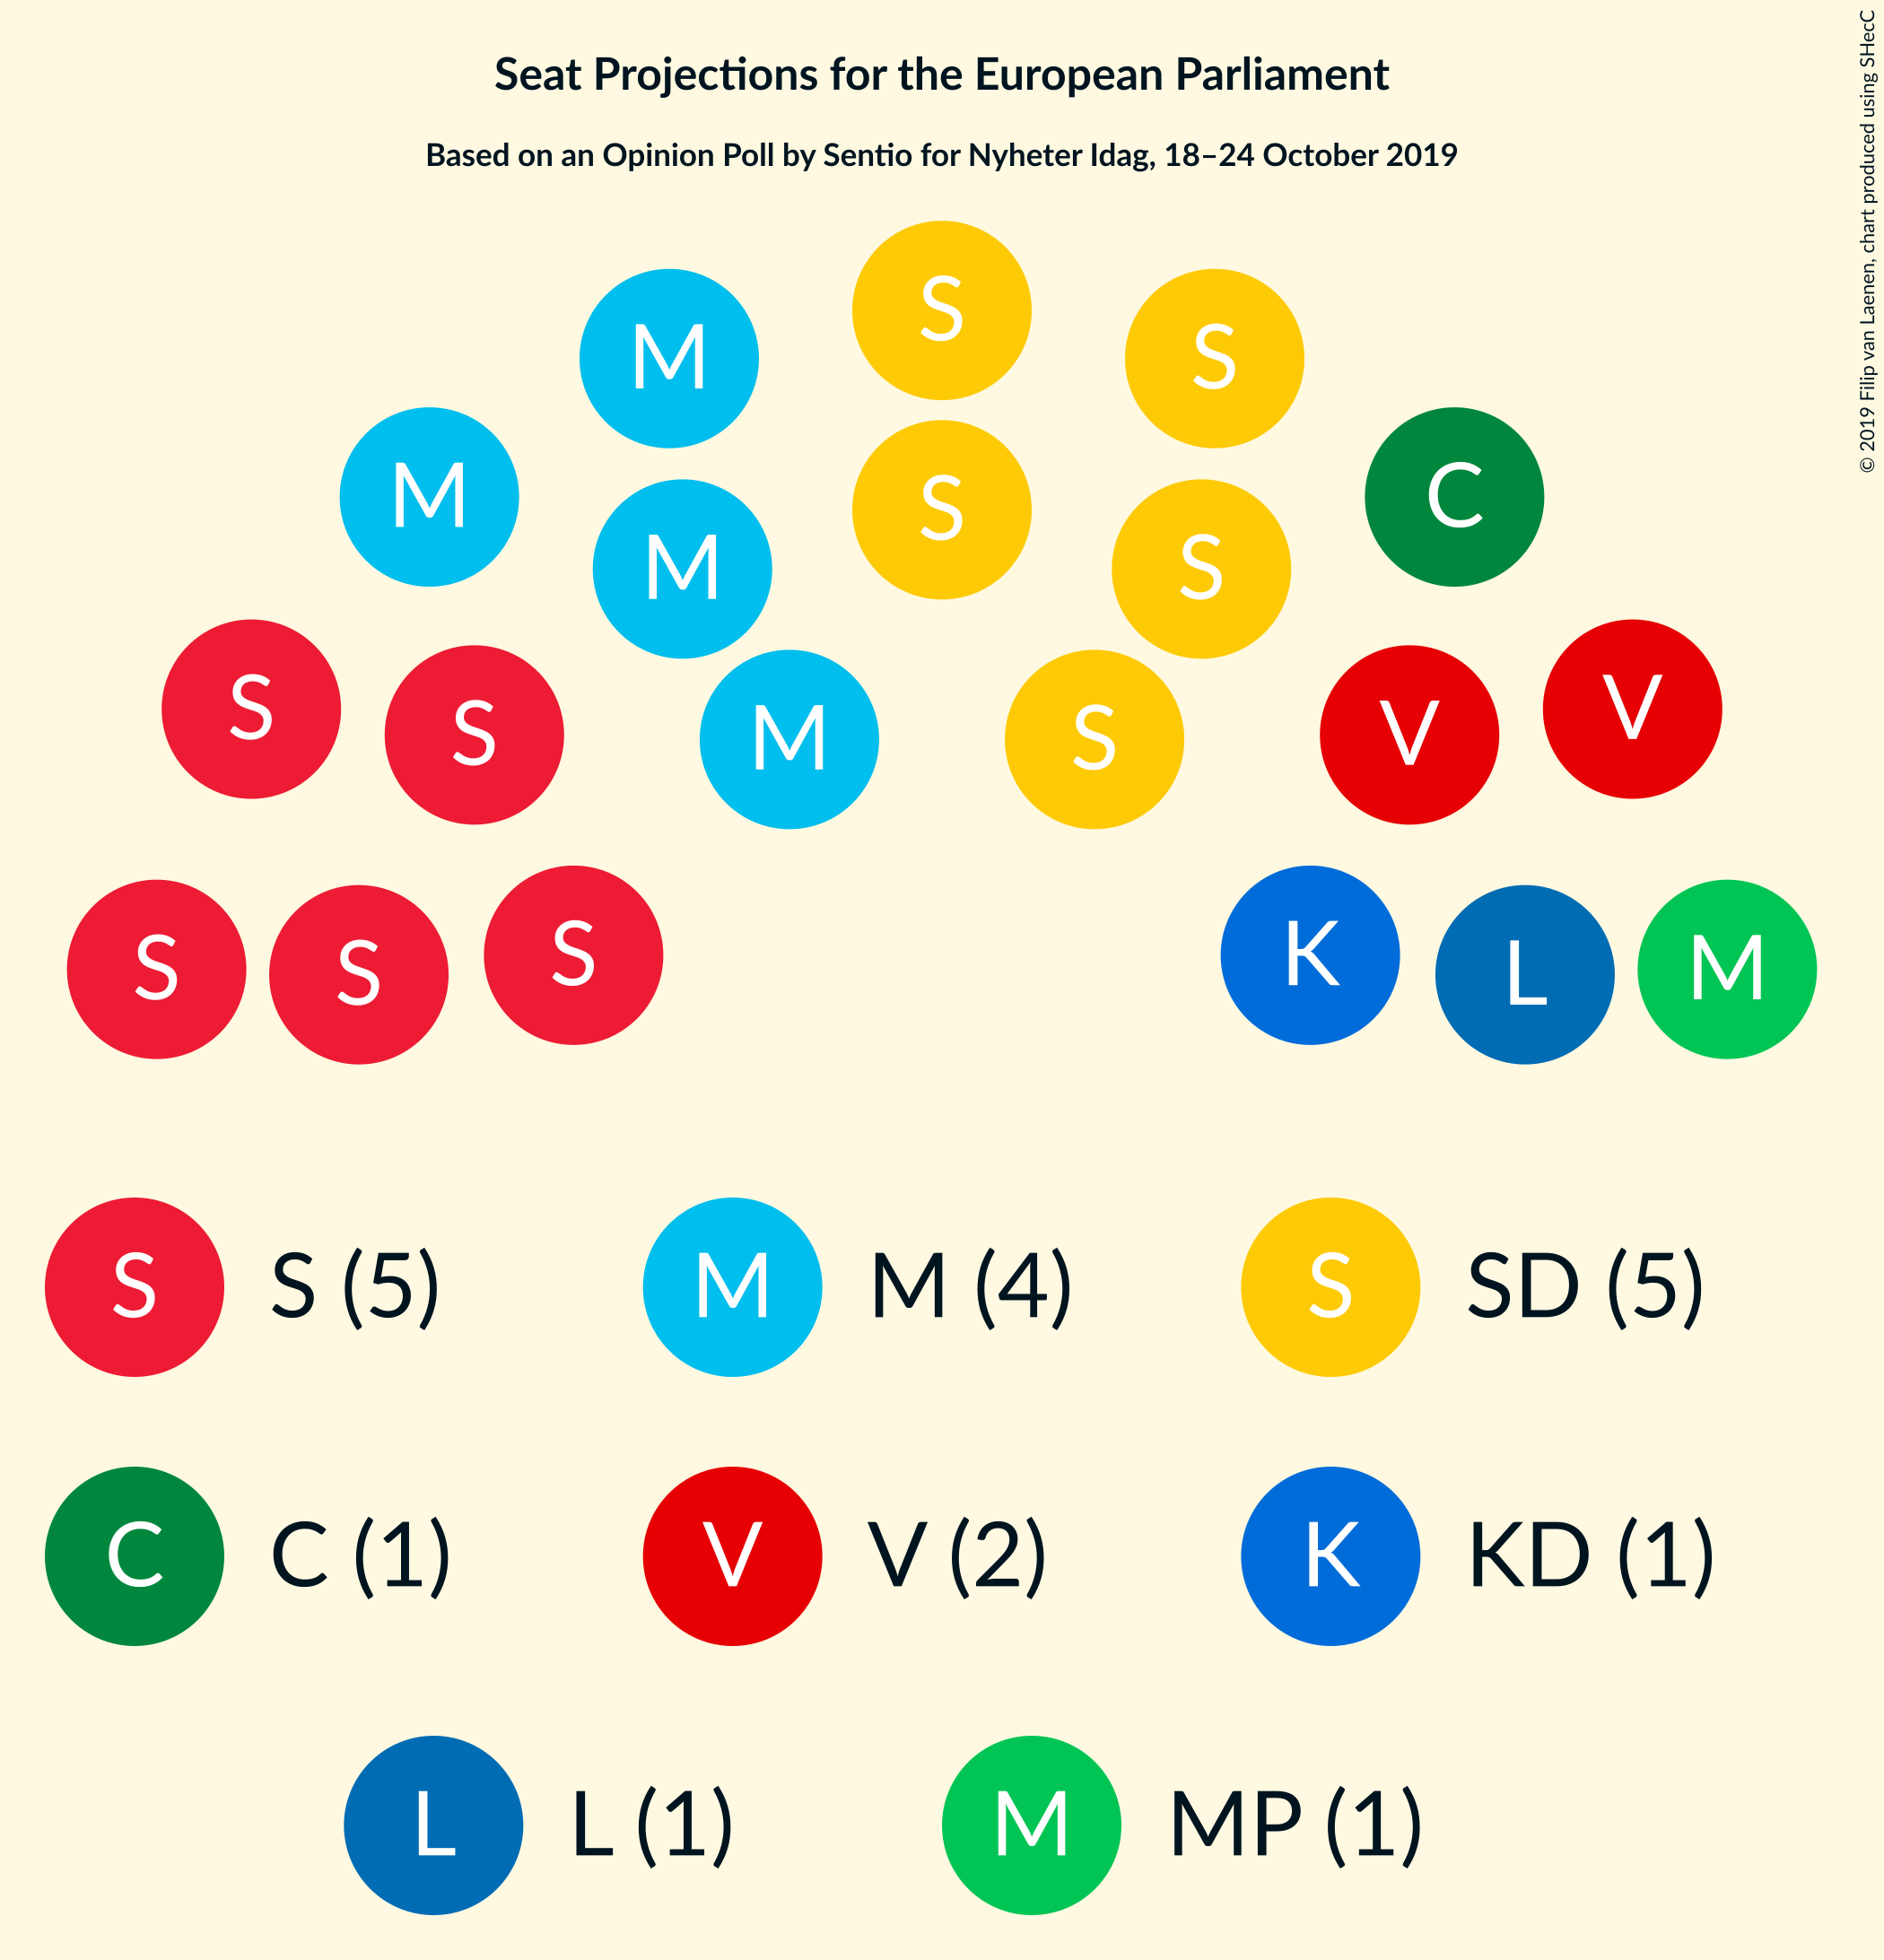 Seat Projections for the European Parliament
Based on an Opinion Poll by Sentio for Nyheter Idag, 18–24 October 2019
© 2019 Filip van Laenen, chart produced using SHecC
S
M S
M C
S
M S
S V
S M S V
S K
S S L M
S S (5) M M (4) S SD (5)
C C (1) V V (2) K KD (1)
L L (1) M MP (1)